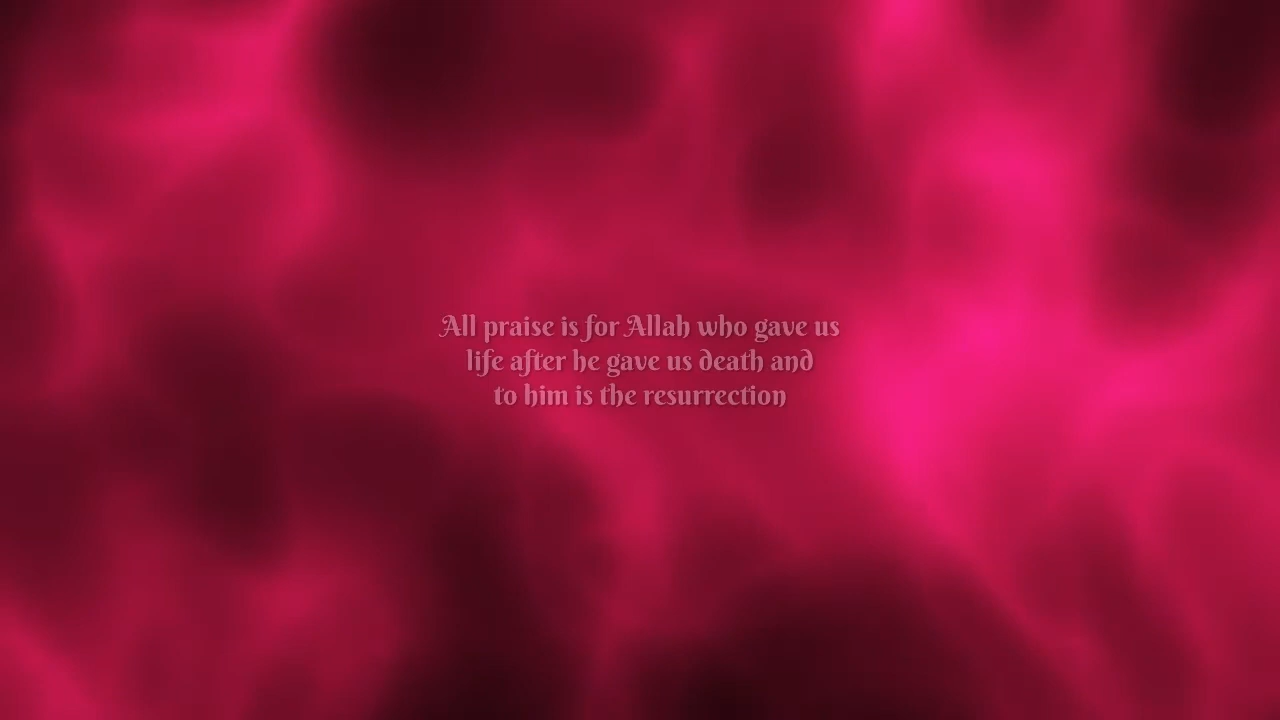 All praise is for Allah who gave us
life after he gave us death and
to him is the resurrection